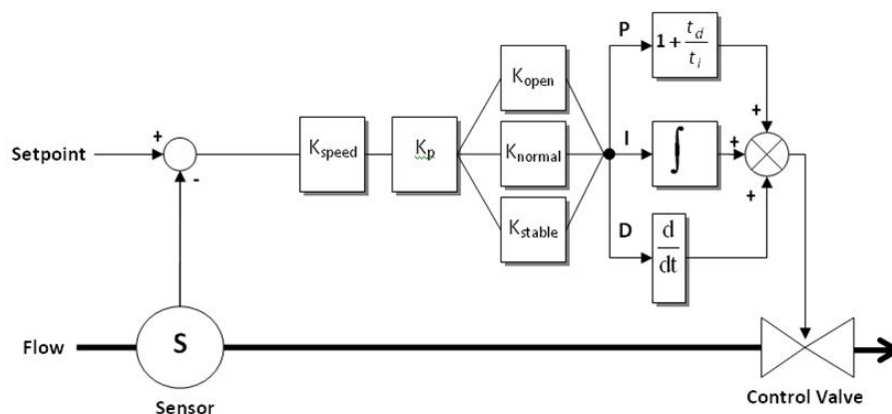 P
1 + t_d / t_i
+
K_open
+
Setpoint
K_speed
K_p
K_normal
I
∫
+
-
K_stable
+
D
d/dt
Flow
S
Sensor
Control Valve